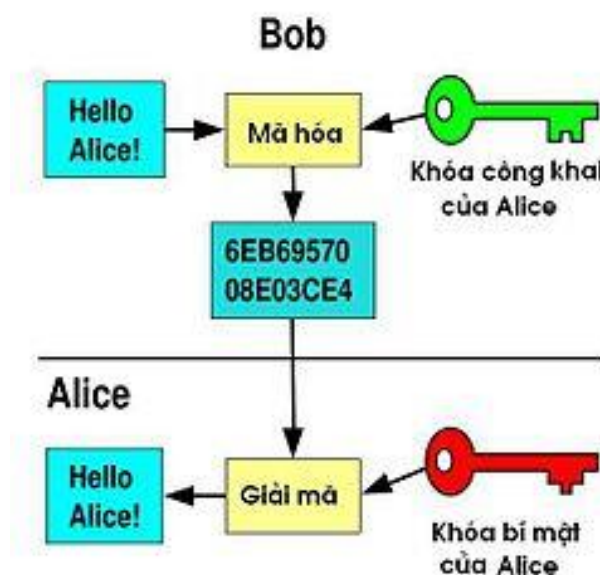 Bob
Hello
Alice!
Mã hóa
Khóa công khai
của Alice
6EB69570
08E03CE4
Alice
Hello
Alice!
Giải mã
Khóa bí mật
của Alice